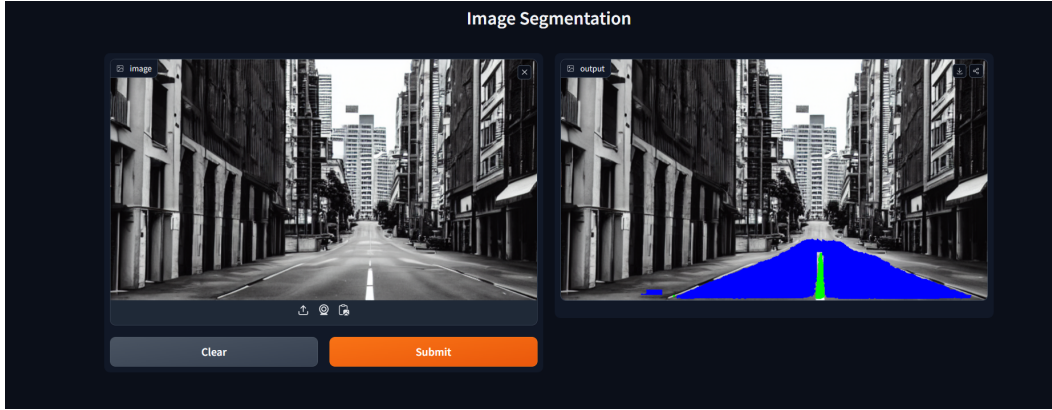 Image Segmentation
image
output
Clear
Submit